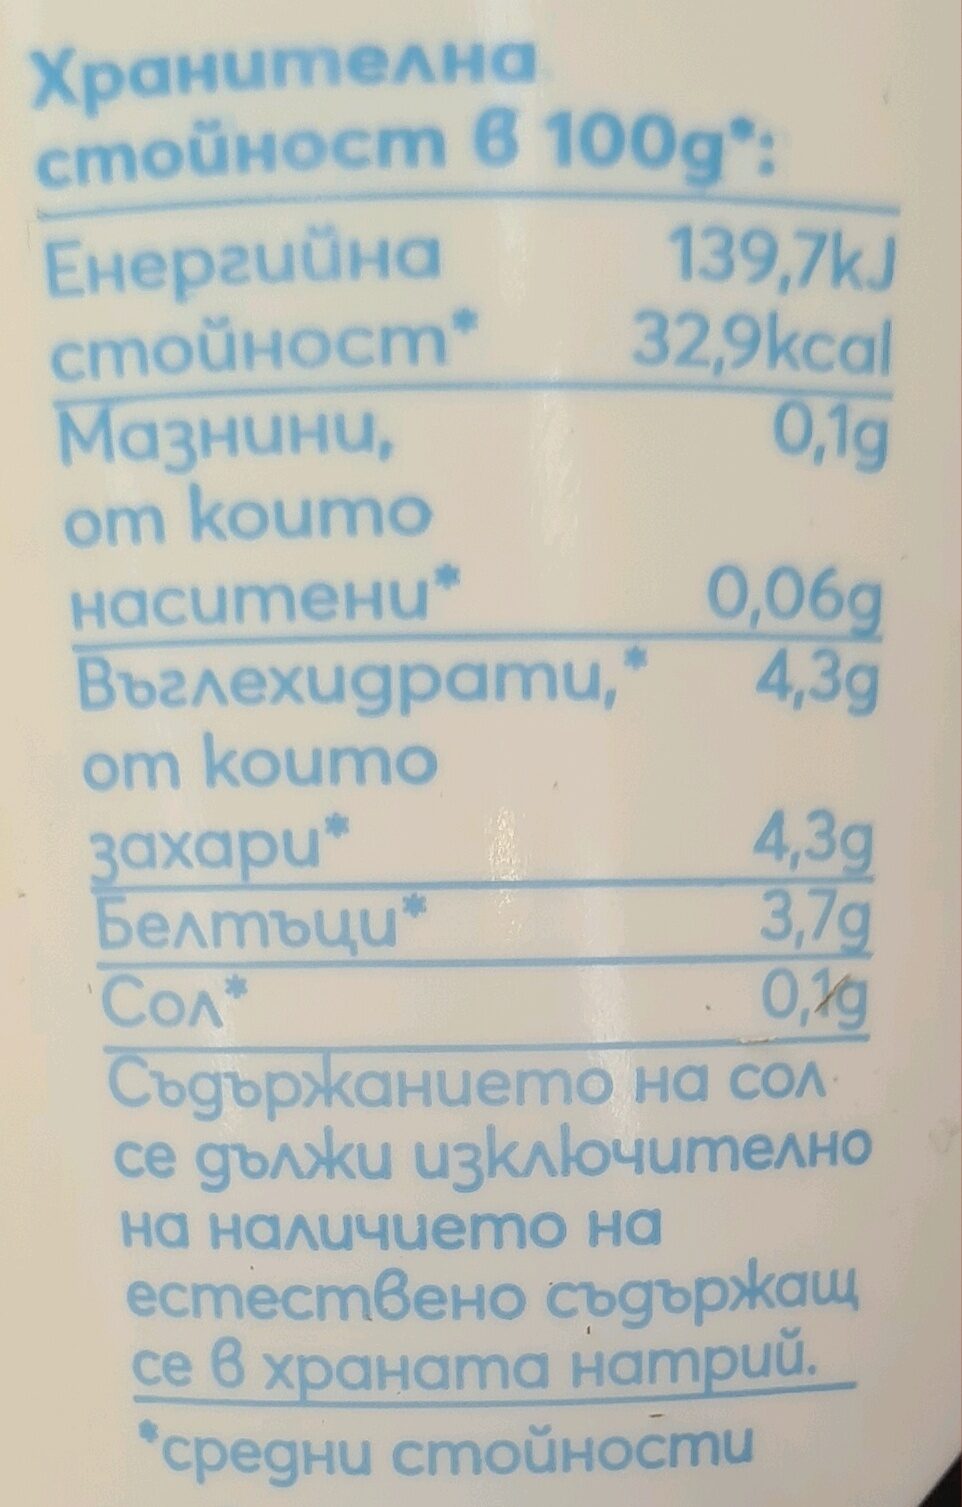 Хранителна
стойност в 100g*:
Енергийна 139,7kJ
стойност* 32,9kcal
Мазнини, 0,1g
от които
наситени* 0,06g
Въглехидрати,* 4,3g
от които
захари* 4,3g
Белтъци* 3,7g
Сол* 0,1g
Съдържанието на сол
се дължи изключително
на наличието на
естествено съдържащ
се в храната натрий.
*средни стойности